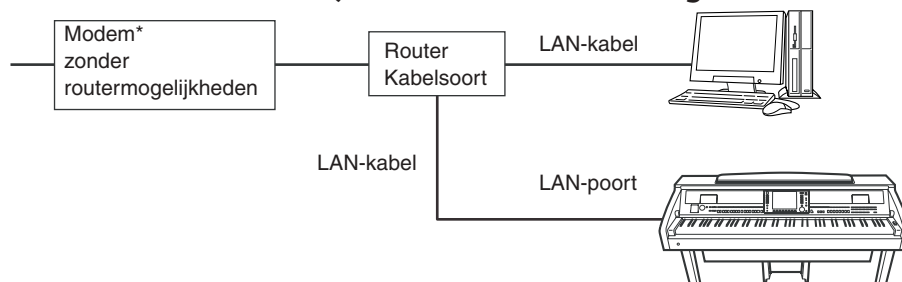 Modem*
zonder
routermogelijkheden
Router
Kabelsoort
LAN-kabel
LAN-kabel
LAN-poort